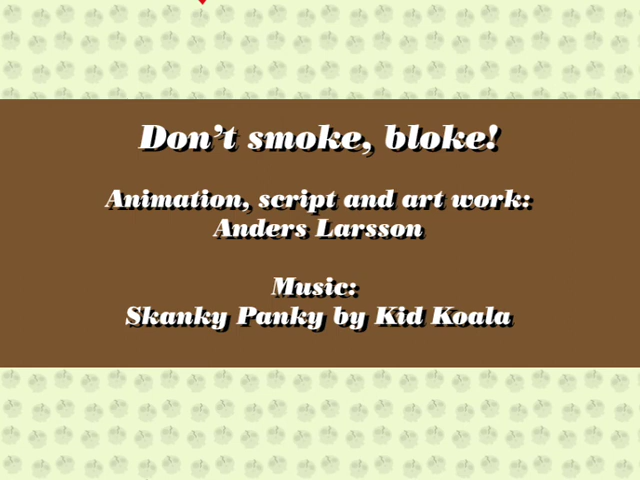 Don't smoke, bloke!
Animation, script and art work:
Anders Larsson
Music:
Skanky Panky by Kid Koala